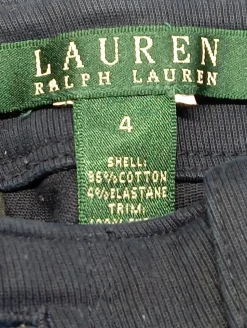 LAUREN
RALPH LAUREN
4
SHELL:
96%COTTON
4%ELASTANE
TRIM: